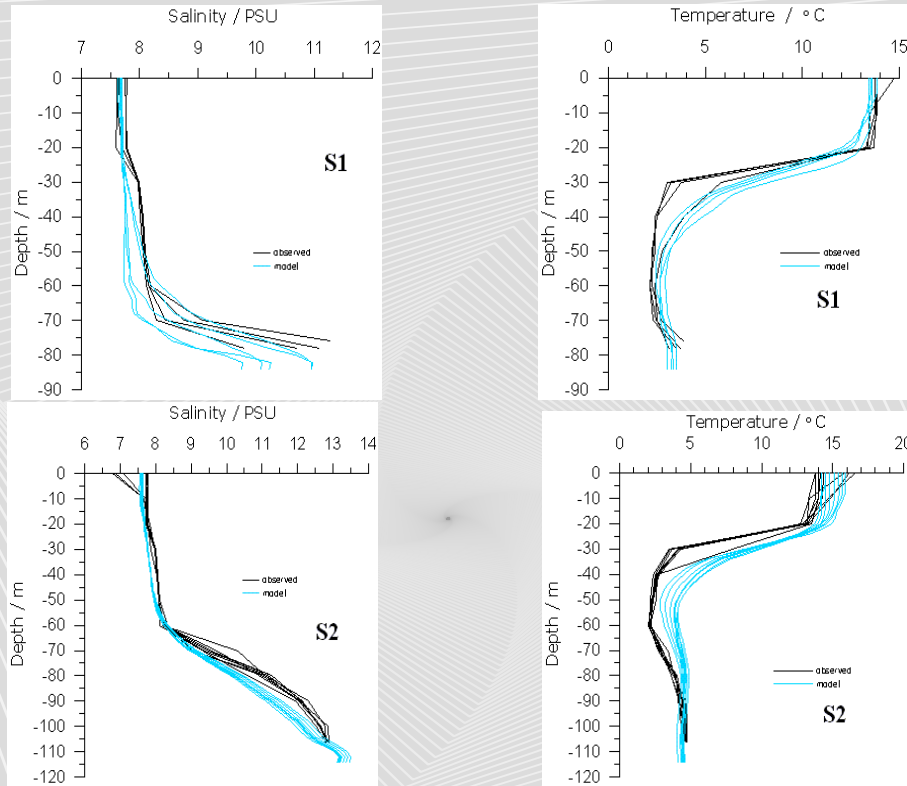 Salinity / PSU
7 8 9 10 11 12
0
-10
-20
-30
-40
-50
-60
-70
-80
-90
Depth / m
S1
observed
model
Temperature / °C
0 5 10 15
0
-10
-20
-30
-40
-50
-60
-70
-80
-90
Depth / m
observed
model
S1
Salinity / PSU
6 7 8 9 10 11 12 13 14
0
-10
-20
-30
-40
-50
-60
-70
-80
-90
-100
-110
-120
Depth / m
observed
model
S2
Temperature / °C
0 5 10 15 20
0
-10
-20
-30
-40
-50
-60
-70
-80
-90
-100
-110
-120
Depth / m
observed
model
S2